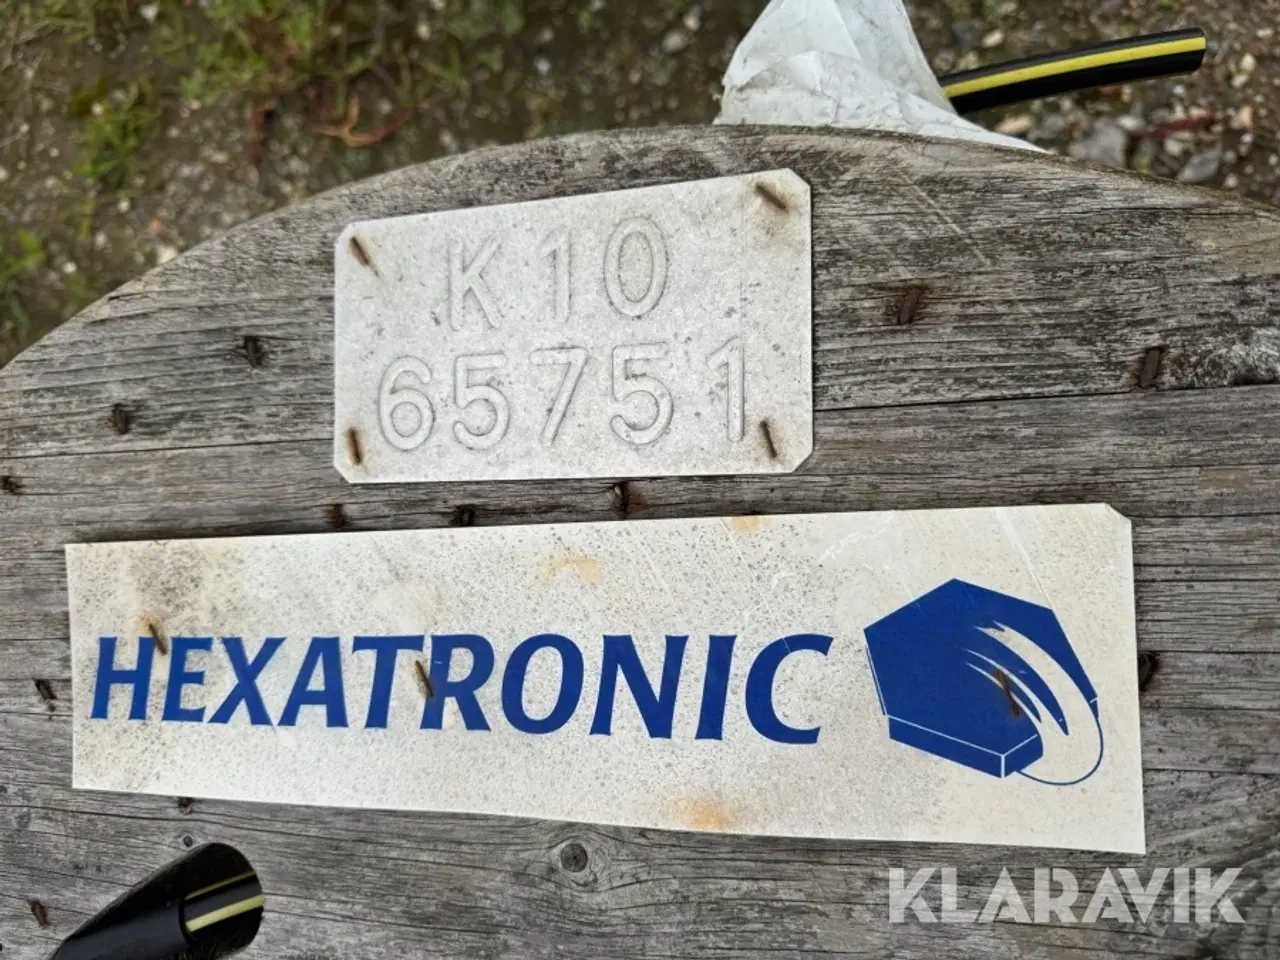 K10
65751
HEXATRONIC
KLARAVIK